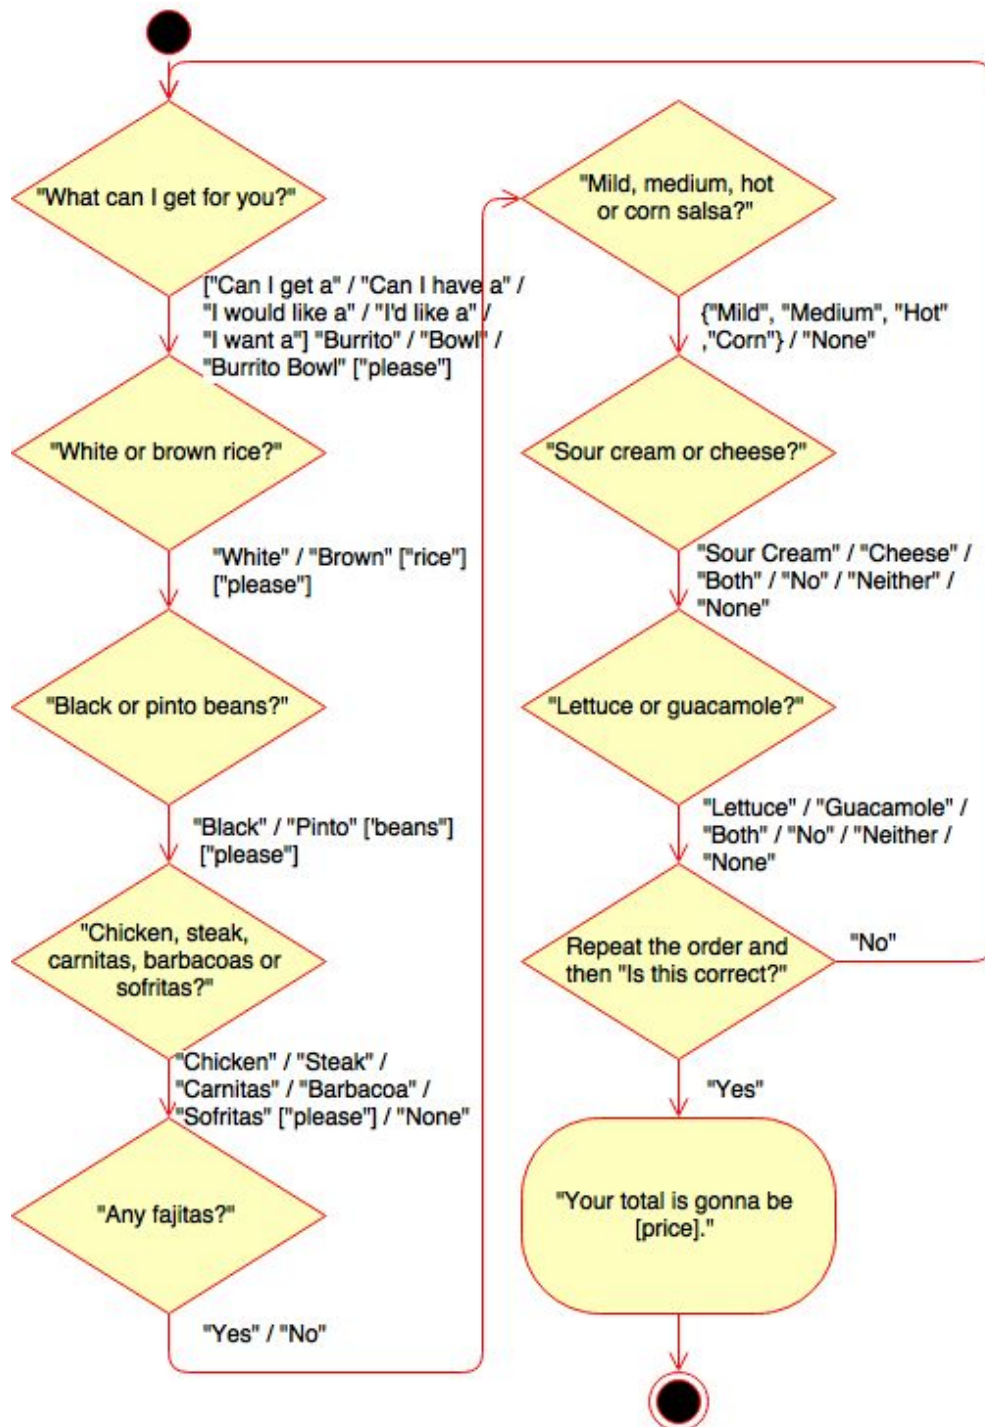 "What can I get for you?"
["Can I get a" / "Can I have a" /
"I would like a" / "I'd like a" /
"I want a"] "Burrito" / "Bowl" /
"Burrito Bowl" ["please"]
"White or brown rice?"
"White" / "Brown" ["rice"]
["please"]
"Black or pinto beans?"
"Black" / "Pinto" ['beans"]
["please"]
"Chicken, steak,
carnitas, barbacoas or
sofritas?"
"Chicken" / "Steak" /
"Carnitas" / "Barbacoa" /
"Sofritas" ["please"] / "None"
"Any fajitas?"
"Yes" / "No"
"Mild, medium, hot
or corn salsa?"
{"Mild", "Medium", "Hot"
,"Corn"} / "None"
"Sour cream or cheese?"
"Sour Cream" / "Cheese" /
"Both" / "No" / "Neither" /
"None"
"Lettuce or guacamole?"
"Lettuce" / "Guacamole" /
"Both" / "No" / "Neither /
"None"
Repeat the order and
then "Is this correct?"
"No"
"Yes"
"Your total is gonna be
[price]."